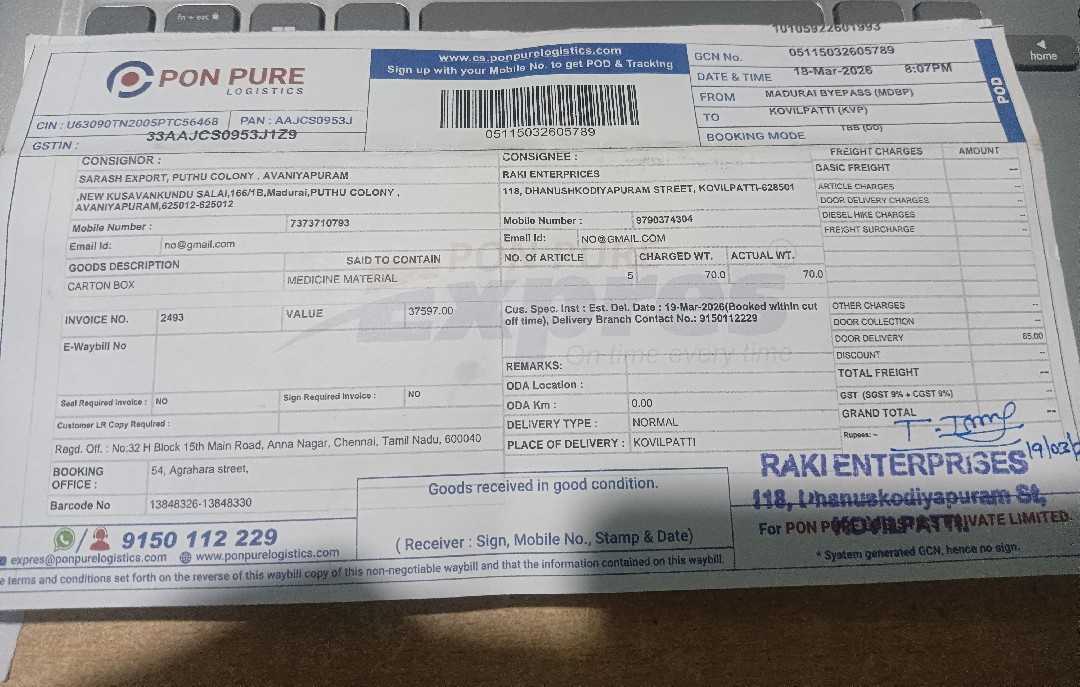 fn + esc
home
10105922601993
PON PURE
LOGISTICS
www.cs.ponpurelogistics.com
Sign up with your Mobile No. to get POD & Tracking
05115032605789
GCN No. 05115032605789
DATE & TIME 18-Mar-2026 8:07PM
FROM MADURAI BYEPASS (MDBP)
TO KOVILPATTI (KVP)
BOOKING MODE TBB (DD)
POD
CIN : U63090TN2005PTC56468 PAN : AAJCS0953J
GSTIN : 33AAJCS0953J1Z9
CONSIGNOR :
SARASH EXPORT, PUTHU COLONY , AVANIYAPURAM
,NEW KUSAVANKUNDU SALAI,166/1B,Madurai,PUTHU COLONY ,
AVANIYAPURAM,625012-625012
Mobile Number : 7373710793
Email Id: no@gmail.com
GOODS DESCRIPTION SAID TO CONTAIN
CARTON BOX MEDICINE MATERIAL
INVOICE NO. 2493 VALUE 37597.00
E-Waybill No
Seal Required Invoice : NO Sign Required Invoice : NO
Customer LR Copy Required :
Regd. Off. : No:32 H Block 15th Main Road, Anna Nagar, Chennai, Tamil Nadu, 600040
BOOKING OFFICE : 54, Agrahara street,
Barcode No 13848326-13848330
CONSIGNEE :
RAKI ENTERPRICES
118, DHANUSHKODIYAPURAM STREET, KOVILPATTI-628501
Mobile Number : 9790374304
Email Id: NO@GMAIL.COM
NO. OF ARTICLE CHARGED WT. ACTUAL WT.
5 70.0 70.0
Cus. Spec. Inst : Est. Del. Date : 19-Mar-2026(Booked within cut
off time), Delivery Branch Contact No.: 9150112229
PON PURE
Expres
On-time every time
REMARKS:
ODA Location :
ODA Km : 0.00
DELIVERY TYPE : NORMAL
PLACE OF DELIVERY : KOVILPATTI
FREIGHT CHARGES AMOUNT
BASIC FREIGHT --
ARTICLE CHARGES --
DOOR DELIVERY CHARGES --
DIESEL HIKE CHARGES --
FREIGHT SURCHARGE --
OTHER CHARGES --
DOOR COLLECTION --
DOOR DELIVERY 65.00
DISCOUNT --
TOTAL FREIGHT --
GST (SGST 9% + CGST 9%) --
GRAND TOTAL --
Rupees: -
19/03/
RAKI ENTERPRISES
118, Dhanuskodiyapuram St,
KOVILPATTI
For PON P VATE LIMITED.
* System generated GCN, hence no sign.
Goods received in good condition.
( Receiver : Sign, Mobile No., Stamp & Date)
9150 112 229
expres@ponpurelogistics.com www.ponpurelogistics.com
e terms and conditions set forth on the reverse of this waybill copy of this non-negotiable waybill and that the information contained on this waybill.